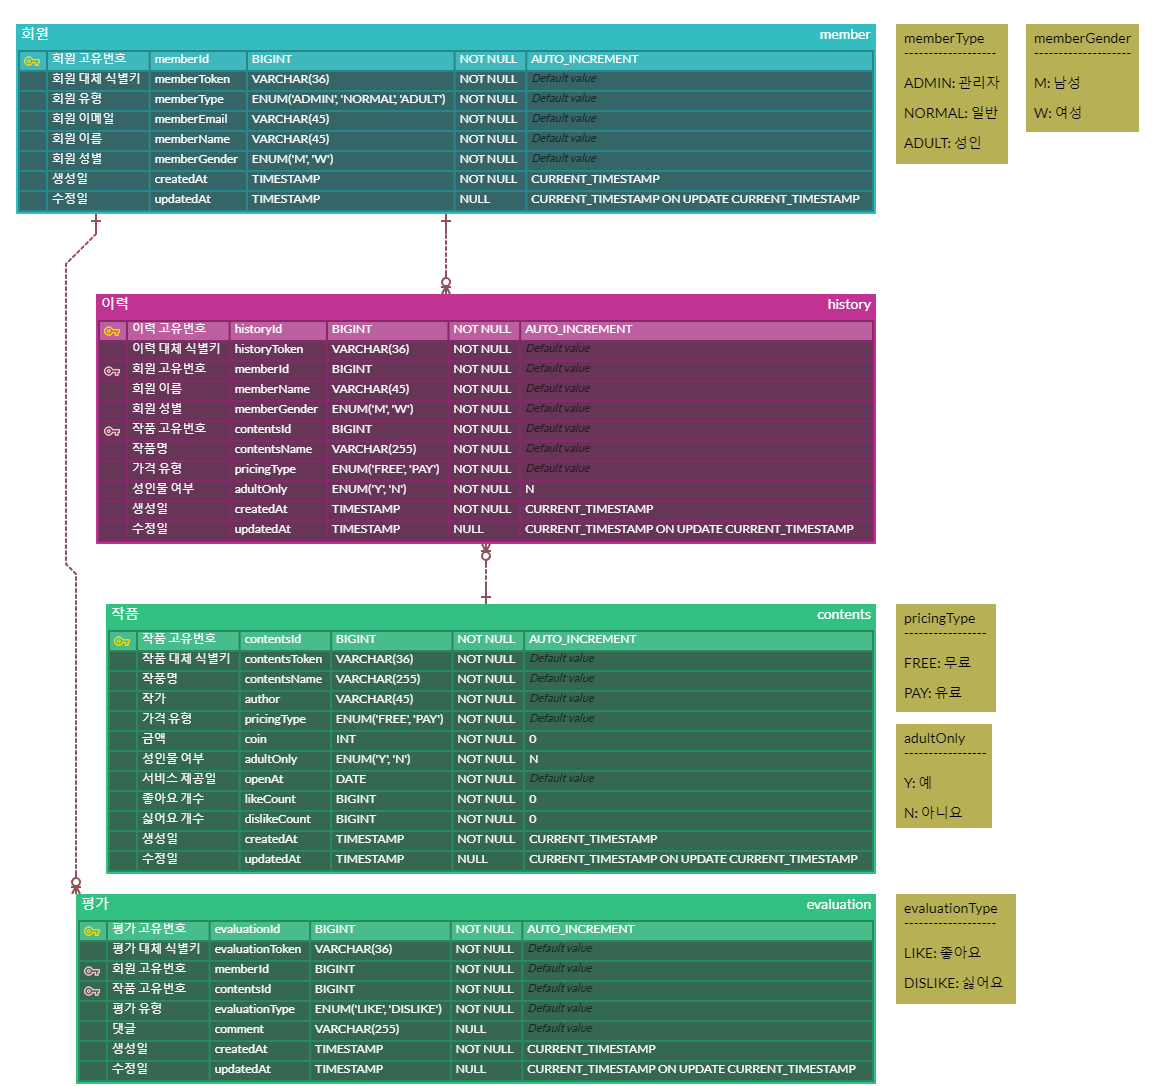 회원 member
회원 고유번호 memberId BIGINT NOT NULL AUTO_INCREMENT
회원 대체 식별키 memberToken VARCHAR(36) NOT NULL Default value
회원 유형 memberType ENUM('ADMIN', 'NORMAL', 'ADULT') NOT NULL Default value
회원 이메일 memberEmail VARCHAR(45) NOT NULL Default value
회원 이름 memberName VARCHAR(45) NOT NULL Default value
회원 성별 memberGender ENUM('M', 'W') NOT NULL Default value
생성일 createdAt TIMESTAMP NOT NULL CURRENT_TIMESTAMP
수정일 updatedAt TIMESTAMP NULL CURRENT_TIMESTAMP ON UPDATE CURRENT_TIMESTAMP
memberType
------------------
ADMIN: 관리자
NORMAL: 일반
ADULT: 성인
memberGender
-------------------
M: 남성
W: 여성
이력 history
이력 고유번호 historyId BIGINT NOT NULL AUTO_INCREMENT
이력 대체 식별키 historyToken VARCHAR(36) NOT NULL Default value
회원 고유번호 memberId BIGINT NOT NULL Default value
회원 이름 memberName VARCHAR(45) NOT NULL Default value
회원 성별 memberGender ENUM('M', 'W') NOT NULL Default value
작품 고유번호 contentsId BIGINT NOT NULL Default value
작품명 contentsName VARCHAR(255) NOT NULL Default value
가격 유형 pricingType ENUM('FREE', 'PAY') NOT NULL Default value
성인물 여부 adultOnly ENUM('Y', 'N') NOT NULL N
생성일 createdAt TIMESTAMP NOT NULL CURRENT_TIMESTAMP
수정일 updatedAt TIMESTAMP NULL CURRENT_TIMESTAMP ON UPDATE CURRENT_TIMESTAMP
작품 contents
작품 고유번호 contentsId BIGINT NOT NULL AUTO_INCREMENT
작품 대체 식별키 contentsToken VARCHAR(36) NOT NULL Default value
작품명 contentsName VARCHAR(255) NOT NULL Default value
작가 author VARCHAR(45) NOT NULL Default value
가격 유형 pricingType ENUM('FREE', 'PAY') NOT NULL Default value
금액 coin INT NOT NULL 0
성인물 여부 adultOnly ENUM('Y', 'N') NOT NULL N
서비스 제공일 openAt DATE NOT NULL Default value
좋아요 개수 likeCount BIGINT NOT NULL 0
싫어요 개수 dislikeCount BIGINT NOT NULL 0
생성일 createdAt TIMESTAMP NOT NULL CURRENT_TIMESTAMP
수정일 updatedAt TIMESTAMP NULL CURRENT_TIMESTAMP ON UPDATE CURRENT_TIMESTAMP
pricingType
----------------
FREE: 무료
PAY: 유료
adultOnly
----------------
Y: 예
N: 아니요
평가 evaluation
평가 고유번호 evaluationId BIGINT NOT NULL AUTO_INCREMENT
평가 대체 식별키 evaluationToken VARCHAR(36) NOT NULL Default value
회원 고유번호 memberId BIGINT NOT NULL Default value
작품 고유번호 contentsId BIGINT NOT NULL Default value
평가 유형 evaluationType ENUM('LIKE', 'DISLIKE') NOT NULL Default value
댓글 comment VARCHAR(255) NULL Default value
생성일 createdAt TIMESTAMP NOT NULL CURRENT_TIMESTAMP
수정일 updatedAt TIMESTAMP NULL CURRENT_TIMESTAMP ON UPDATE CURRENT_TIMESTAMP
evaluationType
------------------
LIKE: 좋아요
DISLIKE: 싫어요